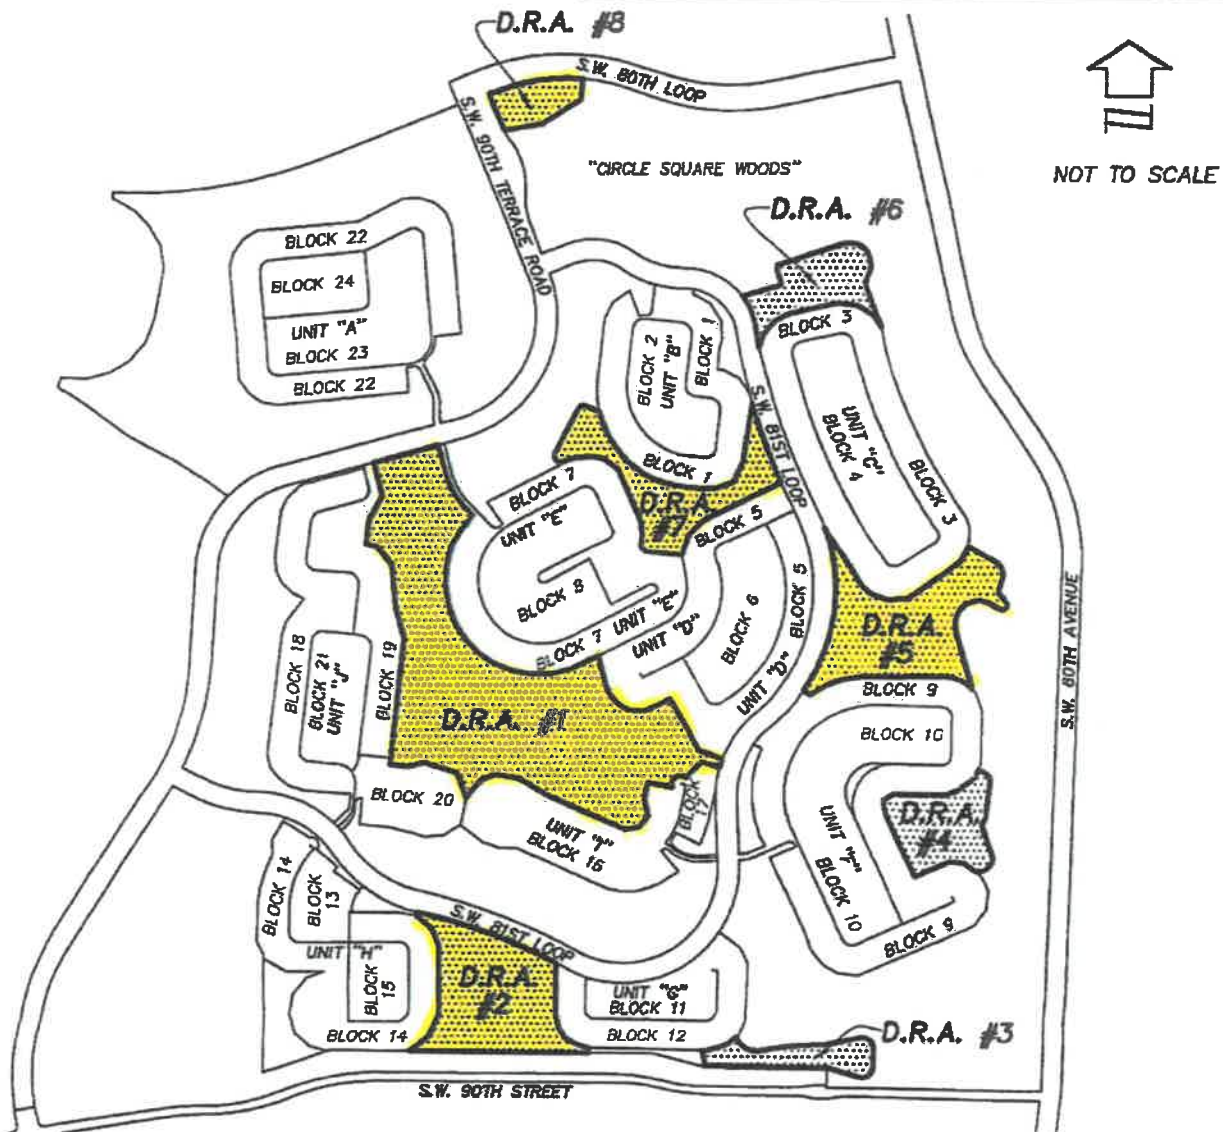 D.R.A. #8
S.W. 80TH LOOP
S.W. 90TH TERRACE ROAD
"CIRCLE SQUARE WOODS"
NOT TO SCALE
D.R.A. #6
BLOCK 22
BLOCK 24
UNIT "A"
BLOCK 23
BLOCK 22
BLOCK 3
BLOCK 2
UNIT "B"
BLOCK 1
BLOCK 1
S.W. 81ST LOOP
UNIT "C"
BLOCK 4
BLOCK 3
BLOCK 7
UNIT "E"
D.R.A.
#7
BLOCK 5
BLOCK 8
BLOCK 7 UNIT "E"
UNIT "D"
BLOCK 6
BLOCK 5
UNIT "D"
S.W. 80TH AVENUE
D.R.A.
#5
BLOCK 9
BLOCK 18
BLOCK 21
UNIT "J"
BLOCK 19
D.R.A. #1
BLOCK 10
BLOCK 20
BLOCK 17
UNIT "I"
BLOCK 16
D.R.A.
#4
UNIT "F"
BLOCK 10
BLOCK 9
BLOCK 14
BLOCK 13
S.W. 81ST LOOP
UNIT "H"
BLOCK 15
D.R.A.
#2
UNIT "G"
BLOCK 11
BLOCK 14
BLOCK 12
D.R.A. #3
S.W. 90TH STREET